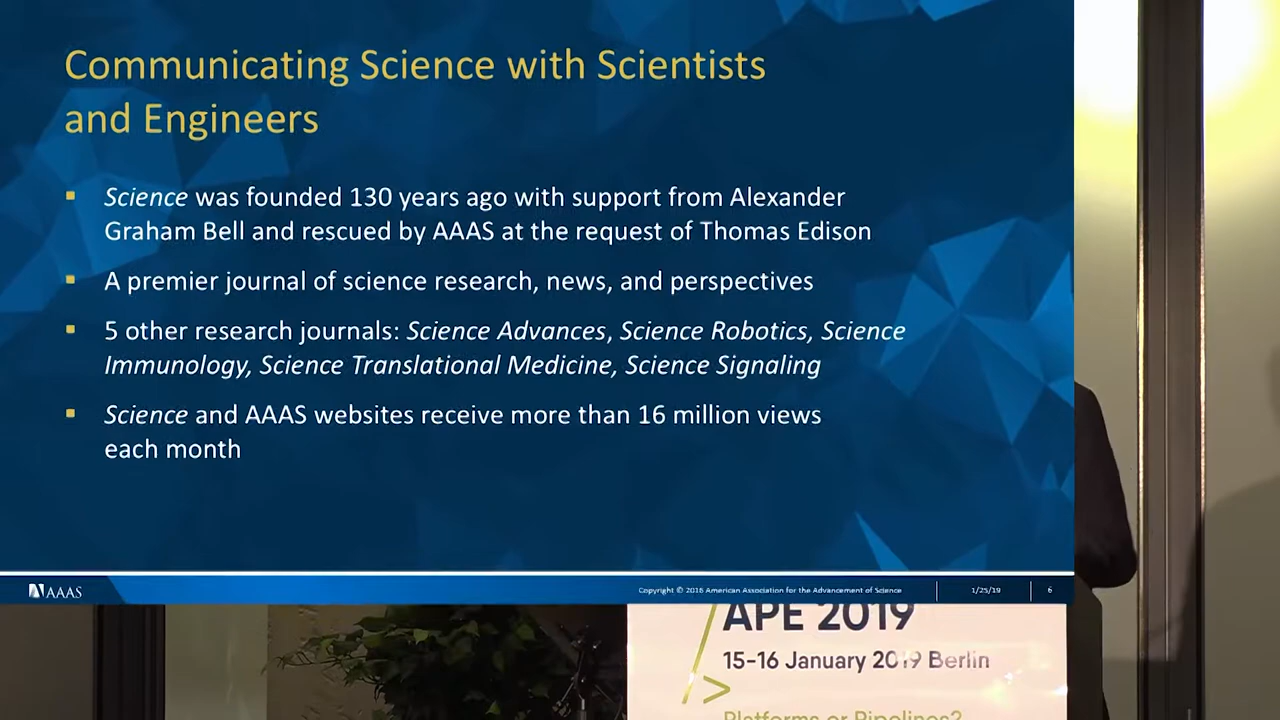 Communicating Science with Scientists
and Engineers
▪ Science was founded 130 years ago with support from Alexander
Graham Bell and rescued by AAAS at the request of Thomas Edison
▪ A premier journal of science research, news, and perspectives
▪ 5 other research journals: Science Advances, Science Robotics, Science
Immunology, Science Translational Medicine, Science Signaling
▪ Science and AAAS websites receive more than 16 million views
each month
AAAS
Copyright © 2016 American Association for the Advancement of Science
1/25/19
6
APE 2019
15-16 January 2019 Berlin
Platforms or Pipelines?